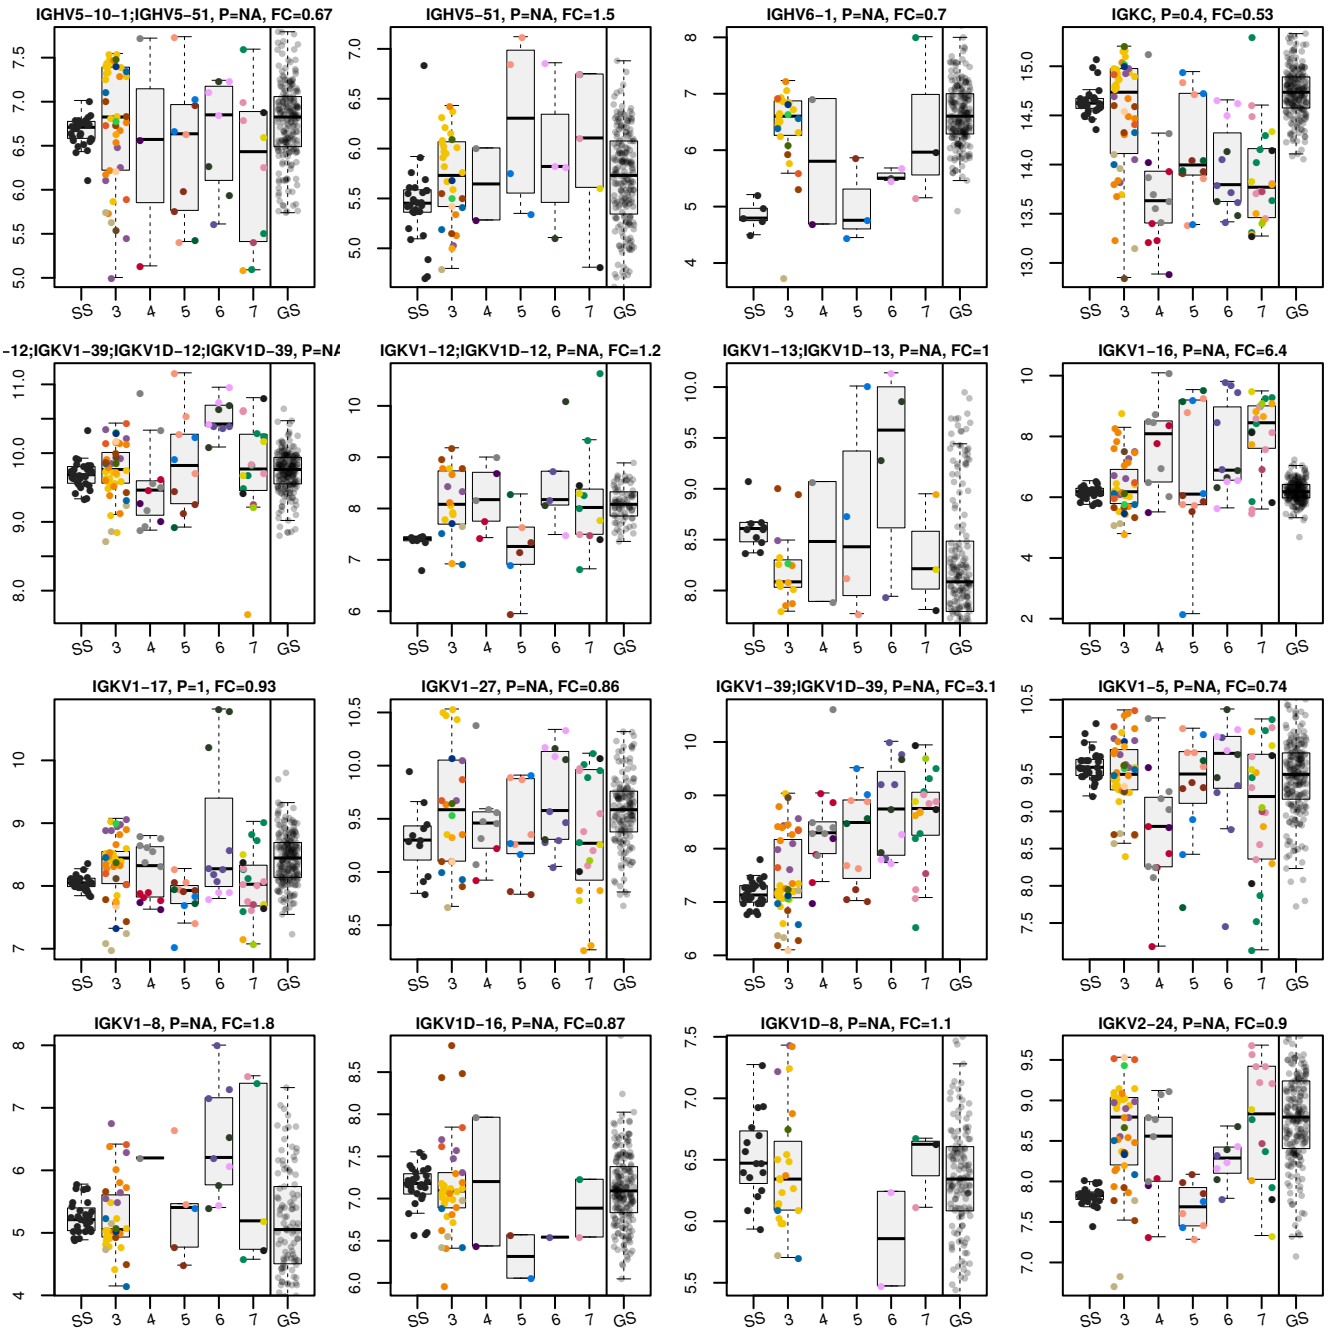 IGHV5−10−1;IGHV5−51, P=NA, FC=0.67
IGHV5−51, P=NA, FC=1.5
IGHV6−1, P=NA, FC=0.7
IGKC, P=0.4, FC=0.53
5.0 5.5 6.0 6.5 7.0 7.5
SS 3 4 5 6 7 GS
5.0 5.5 6.0 6.5 7.0
SS 3 4 5 6 7 GS
4 5 6 7 8
SS 3 4 5 6 7 GS
13.0 13.5 14.0 14.5 15.0
SS 3 4 5 6 7 GS
−12;IGKV1−39;IGKV1D−12;IGKV1D−39, P=NA
IGKV1−12;IGKV1D−12, P=NA, FC=1.2
IGKV1−13;IGKV1D−13, P=NA, FC=1
IGKV1−16, P=NA, FC=6.4
8.0 9.0 10.0 11.0
SS 3 4 5 6 7 GS
6 7 8 9 10
SS 3 4 5 6 7 GS
8.0 8.5 9.0 9.5 10.0
SS 3 4 5 6 7 GS
2 4 6 8 10
SS 3 4 5 6 7 GS
IGKV1−17, P=1, FC=0.93
IGKV1−27, P=NA, FC=0.86
IGKV1−39;IGKV1D−39, P=NA, FC=3.1
IGKV1−5, P=NA, FC=0.74
7 8 9 10
SS 3 4 5 6 7 GS
8.5 9.0 9.5 10.0 10.5
SS 3 4 5 6 7 GS
6 7 8 9 10
SS 3 4 5 6 7 GS
7.5 8.0 8.5 9.0 9.5 10.5
SS 3 4 5 6 7 GS
IGKV1−8, P=NA, FC=1.8
IGKV1D−16, P=NA, FC=0.87
IGKV1D−8, P=NA, FC=1.1
IGKV2−24, P=NA, FC=0.9
4 5 6 7 8
SS 3 4 5 6 7 GS
6.0 6.5 7.0 7.5 8.0 8.5
SS 3 4 5 6 7 GS
5.5 6.0 6.5 7.0 7.5
SS 3 4 5 6 7 GS
7.0 7.5 8.0 8.5 9.0 9.5
SS 3 4 5 6 7 GS